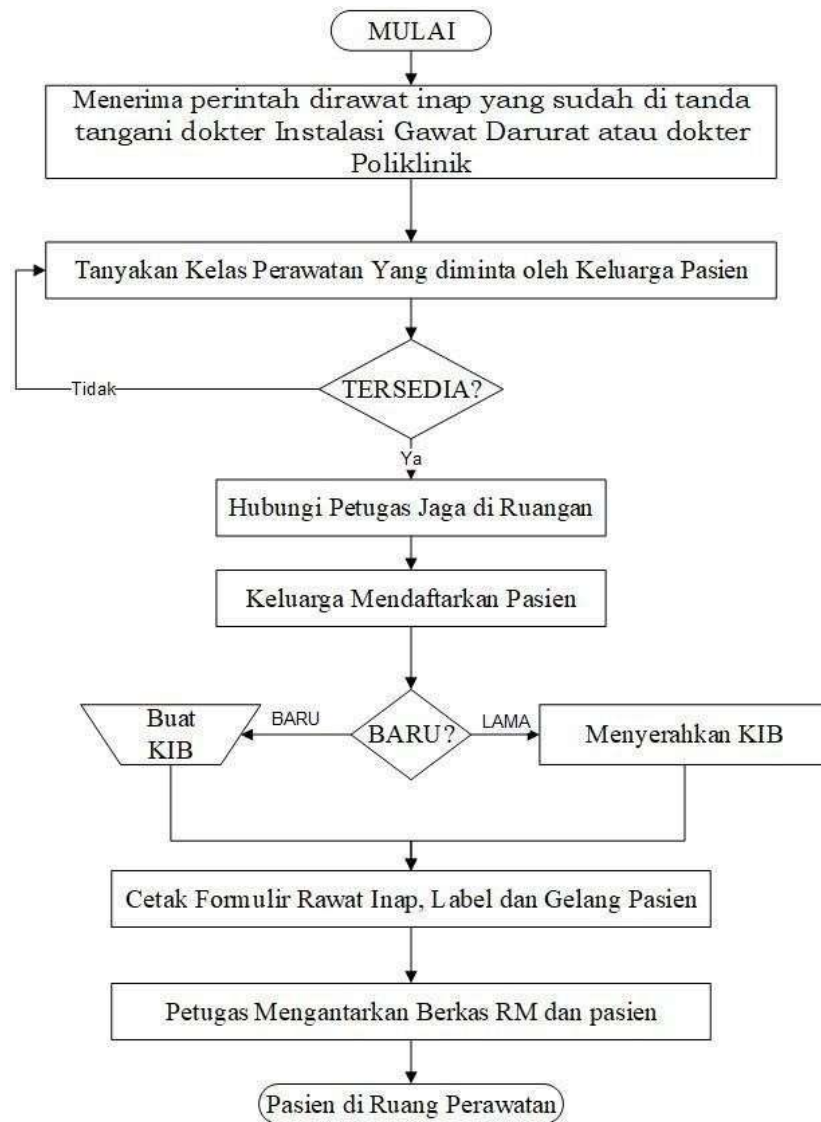 MULAI
Menerima perintah dirawat inap yang sudah di tanda
tangani dokter Instalasi Gawat Darurat atau dokter
Poliklinik
Tanyakan Kelas Perawatan Yang diminta oleh Keluarga Pasien
TERSEDIA?
Tidak
Ya
Hubungi Petugas Jaga di Ruangan
Keluarga Mendaftarkan Pasien
Buat
KIB
BARU
BARU?
LAMA
Menyerahkan KIB
Cetak Formulir Rawat Inap, Label dan Gelang Pasien
Petugas Mengantarkan Berkas RM dan pasien
Pasien di Ruang Perawatan